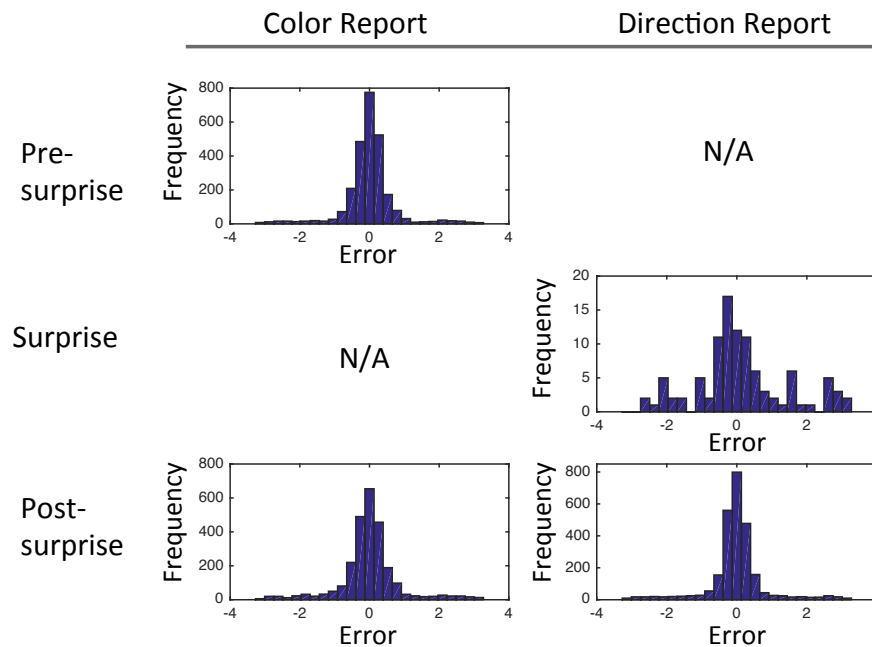 Color Report
Direction Report
Pre-
surprise
Frequency
800
600
400
200
0
-4
-2
0
2
4
Error
N/A
Surprise
N/A
Frequency
20
15
10
5
0
-4
-2
0
2
Error
Post-
surprise
Frequency
800
600
400
200
0
-4
-2
0
2
4
Error
Frequency
800
600
400
200
0
-4
-2
0
2
Error